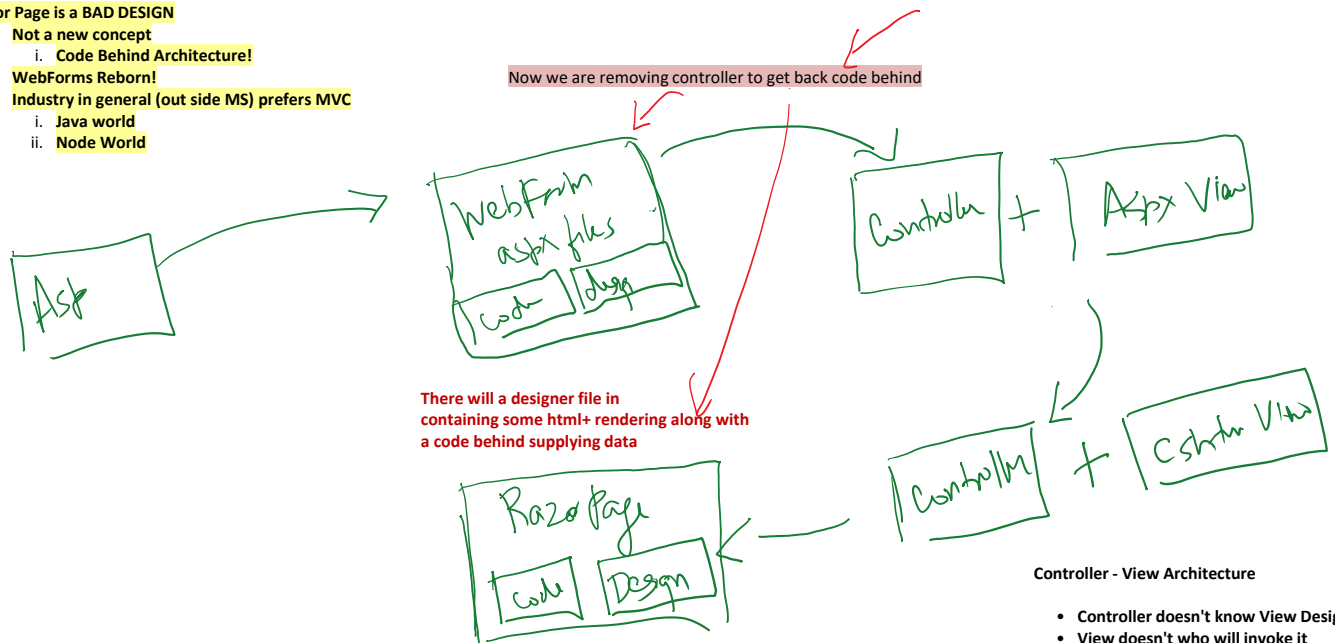 or Page is a BAD DESIGN
Not a new concept
i. Code Behind Architecture!
WebForms Reborn!
Industry in general (out side MS) prefers MVC
i. Java world
ii. Node World
Now we are removing controller to get back code behind
Asp
WebForm
aspx files
code
design
Controller + Aspx View
There will a designer file in
containing some html+ rendering along with
a code behind supplying data
Controller +
Razor Page
code
Design
Controller - View Architecture
• Controller doesn't know View Desig
• View doesn't who will invoke it